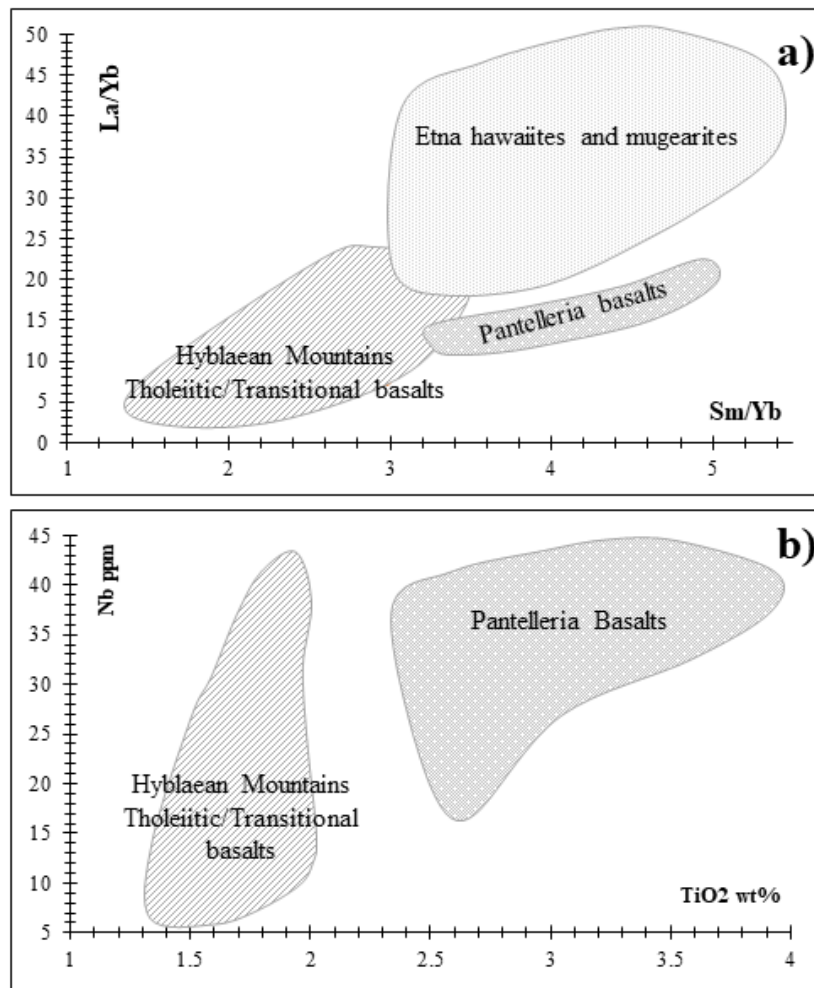 a)
La/Yb
50
45
40
35
30
25
20
15
10
5
0
Etna hawaiites and mugearites
Pantelleria basalts
Hyblaean Mountains
Tholeiitic/Transitional basalts
Sm/Yb
1 2 3 4 5
b)
Nb ppm
45
40
35
30
25
20
15
10
5
Pantelleria Basalts
Hyblaean Mountains
Tholeiitic/Transitional
basalts
TiO2 wt%
1 1.5 2 2.5 3 3.5 4